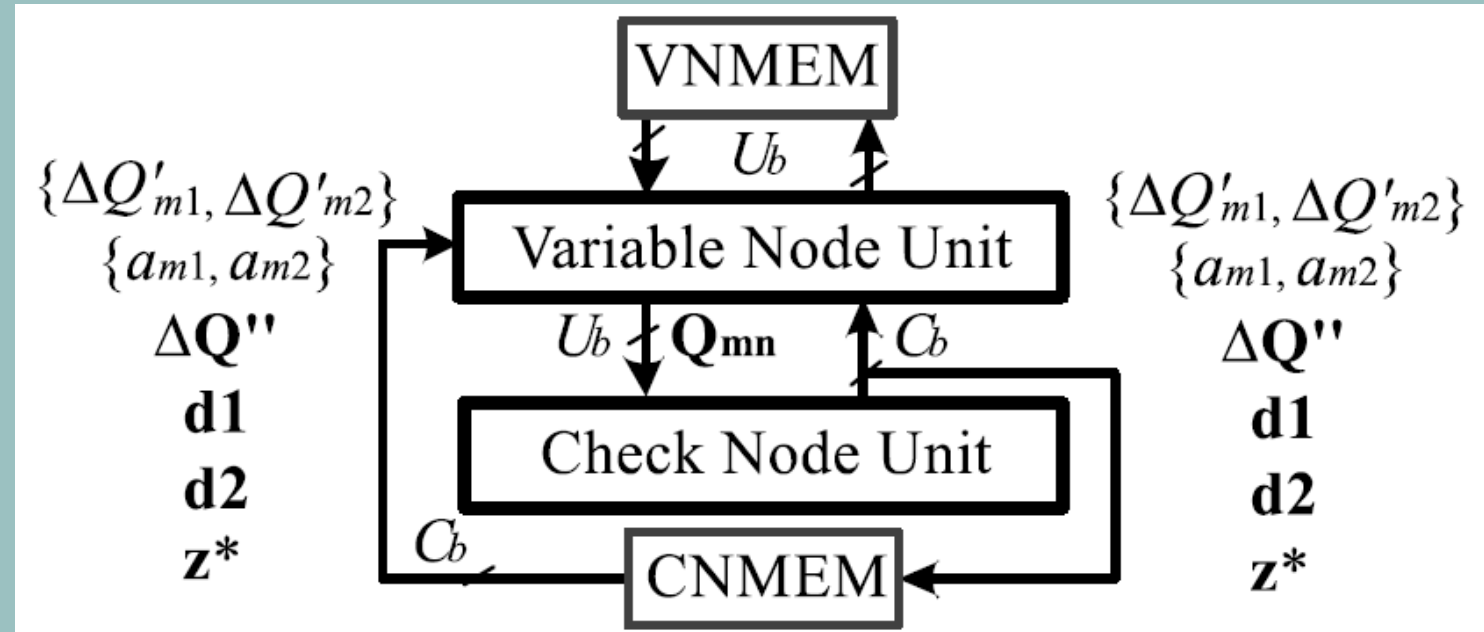 VNMEM
Ub
{ΔQ'm1, ΔQ'm2}
{am1, am2}
ΔQ''
d1
d2
z*
Variable Node Unit
Ub
Qmn
Cb
Check Node Unit
Cb
CNMEM
{ΔQ'm1, ΔQ'm2}
{am1, am2}
ΔQ''
d1
d2
z*